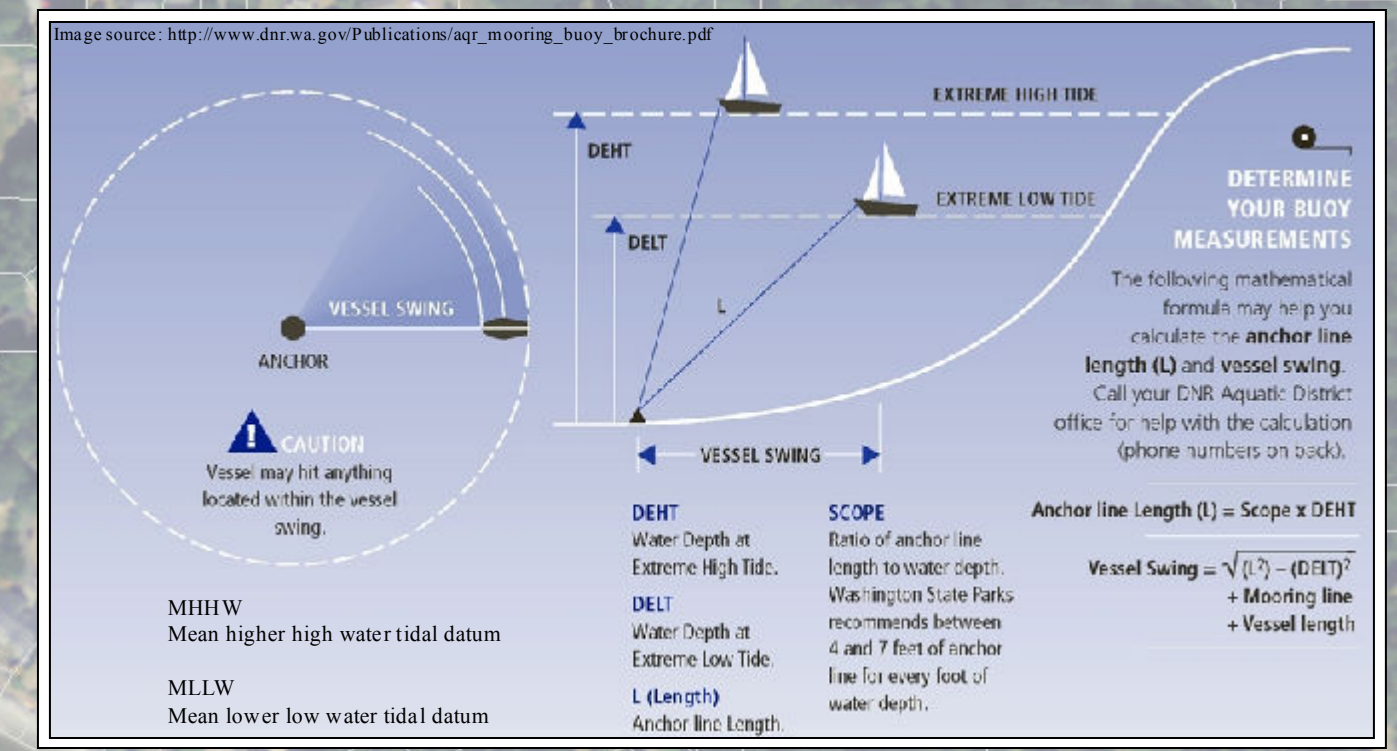 Image source: http://www.dnr.wa.gov/Publications/aqr_mooring_buoy_brochure.pdf
EXTREME HIGH TIDE
DEHT
EXTREME LOW TIDE
DELT
L
VESSEL SWING
ANCHOR
VESSEL SWING
! CAUTION
Vessel may hit anything
located within the vessel
swing.
MHHW
Mean higher high water tidal datum
MLLW
Mean lower low water tidal datum
DEHT
Water Depth at
Extreme High Tide.
DELT
Water Depth at
Extreme Low Tide.
L (Length)
Anchor line Length.
SCOPE
Ratio of anchor line
length to water depth.
Washington State Parks
recommends between
4 and 7 feet of anchor
line for every foot of
water depth.
DETERMINE
YOUR BUOY
MEASUREMENTS
The following mathematical
formula may help you
calculate the anchor line
length (L) and vessel swing.
Call your DNR Aquatic District
office for help with the calculation
(phone numbers on back).
Anchor line Length (L) = Scope x DEHT
Vessel Swing = √(L²) – (DELT)²
+ Mooring line
+ Vessel length